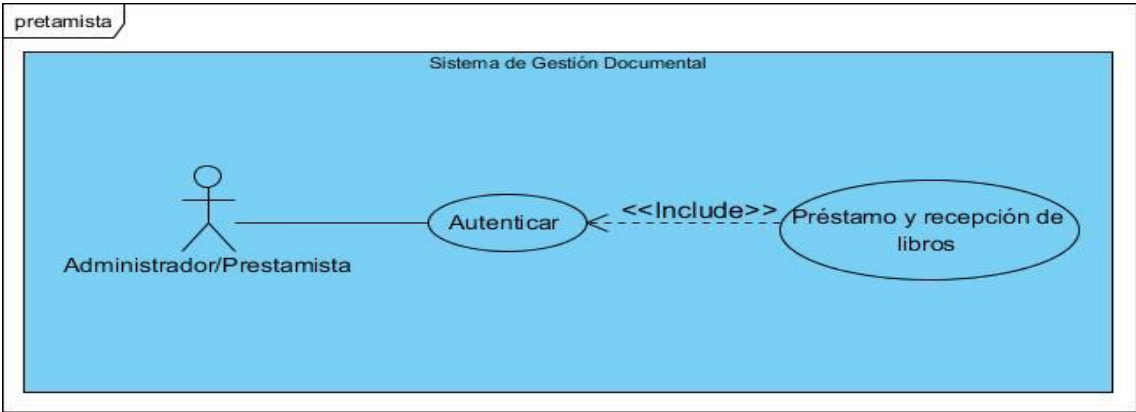 pretamista
Sistema de Gestión Documental
Autenticar
<<Include>>
Préstamo y recepción de
libros
Administrador/Prestamista